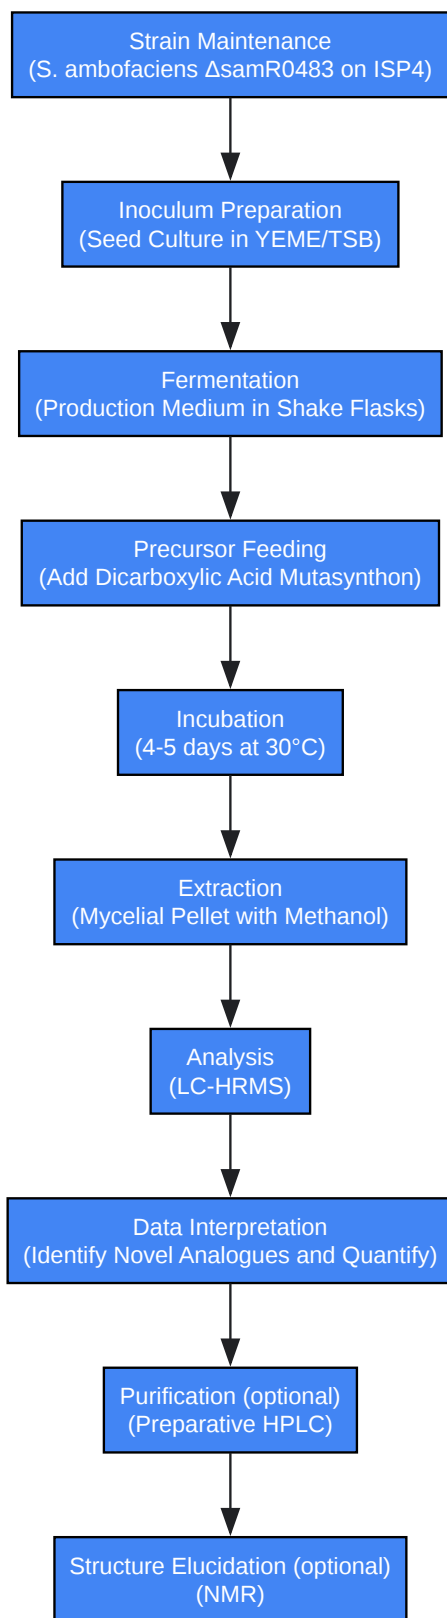 Strain Maintenance
(S. ambofaciens ΔsamR0483 on ISP4)
Inoculum Preparation
(Seed Culture in YEME/TSB)
Fermentation
(Production Medium in Shake Flasks)
Precursor Feeding
(Add Dicarboxylic Acid Mutasynthon)
Incubation
(4-5 days at 30°C)
Extraction
(Mycelial Pellet with Methanol)
Analysis
(LC-HRMS)
Data Interpretation
(Identify Novel Analogues and Quantify)
Purification (optional)
(Preparative HPLC)
Structure Elucidation (optional)
(NMR)